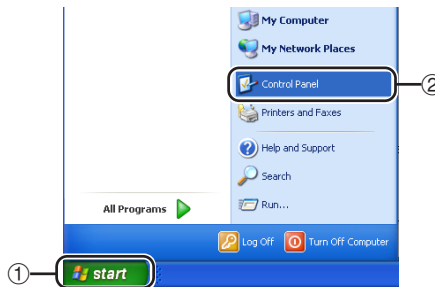 My Computer
My Network Places
Control Panel
②
Printers and Faxes
Help and Support
Search
All Programs
Run...
Log Off
Turn Off Computer
①
start